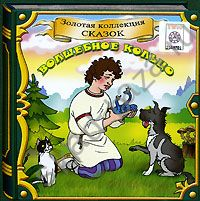 Золотая коллекция
СКАЗОК
ВОЛШЕБНОЕ КОЛЬЦО